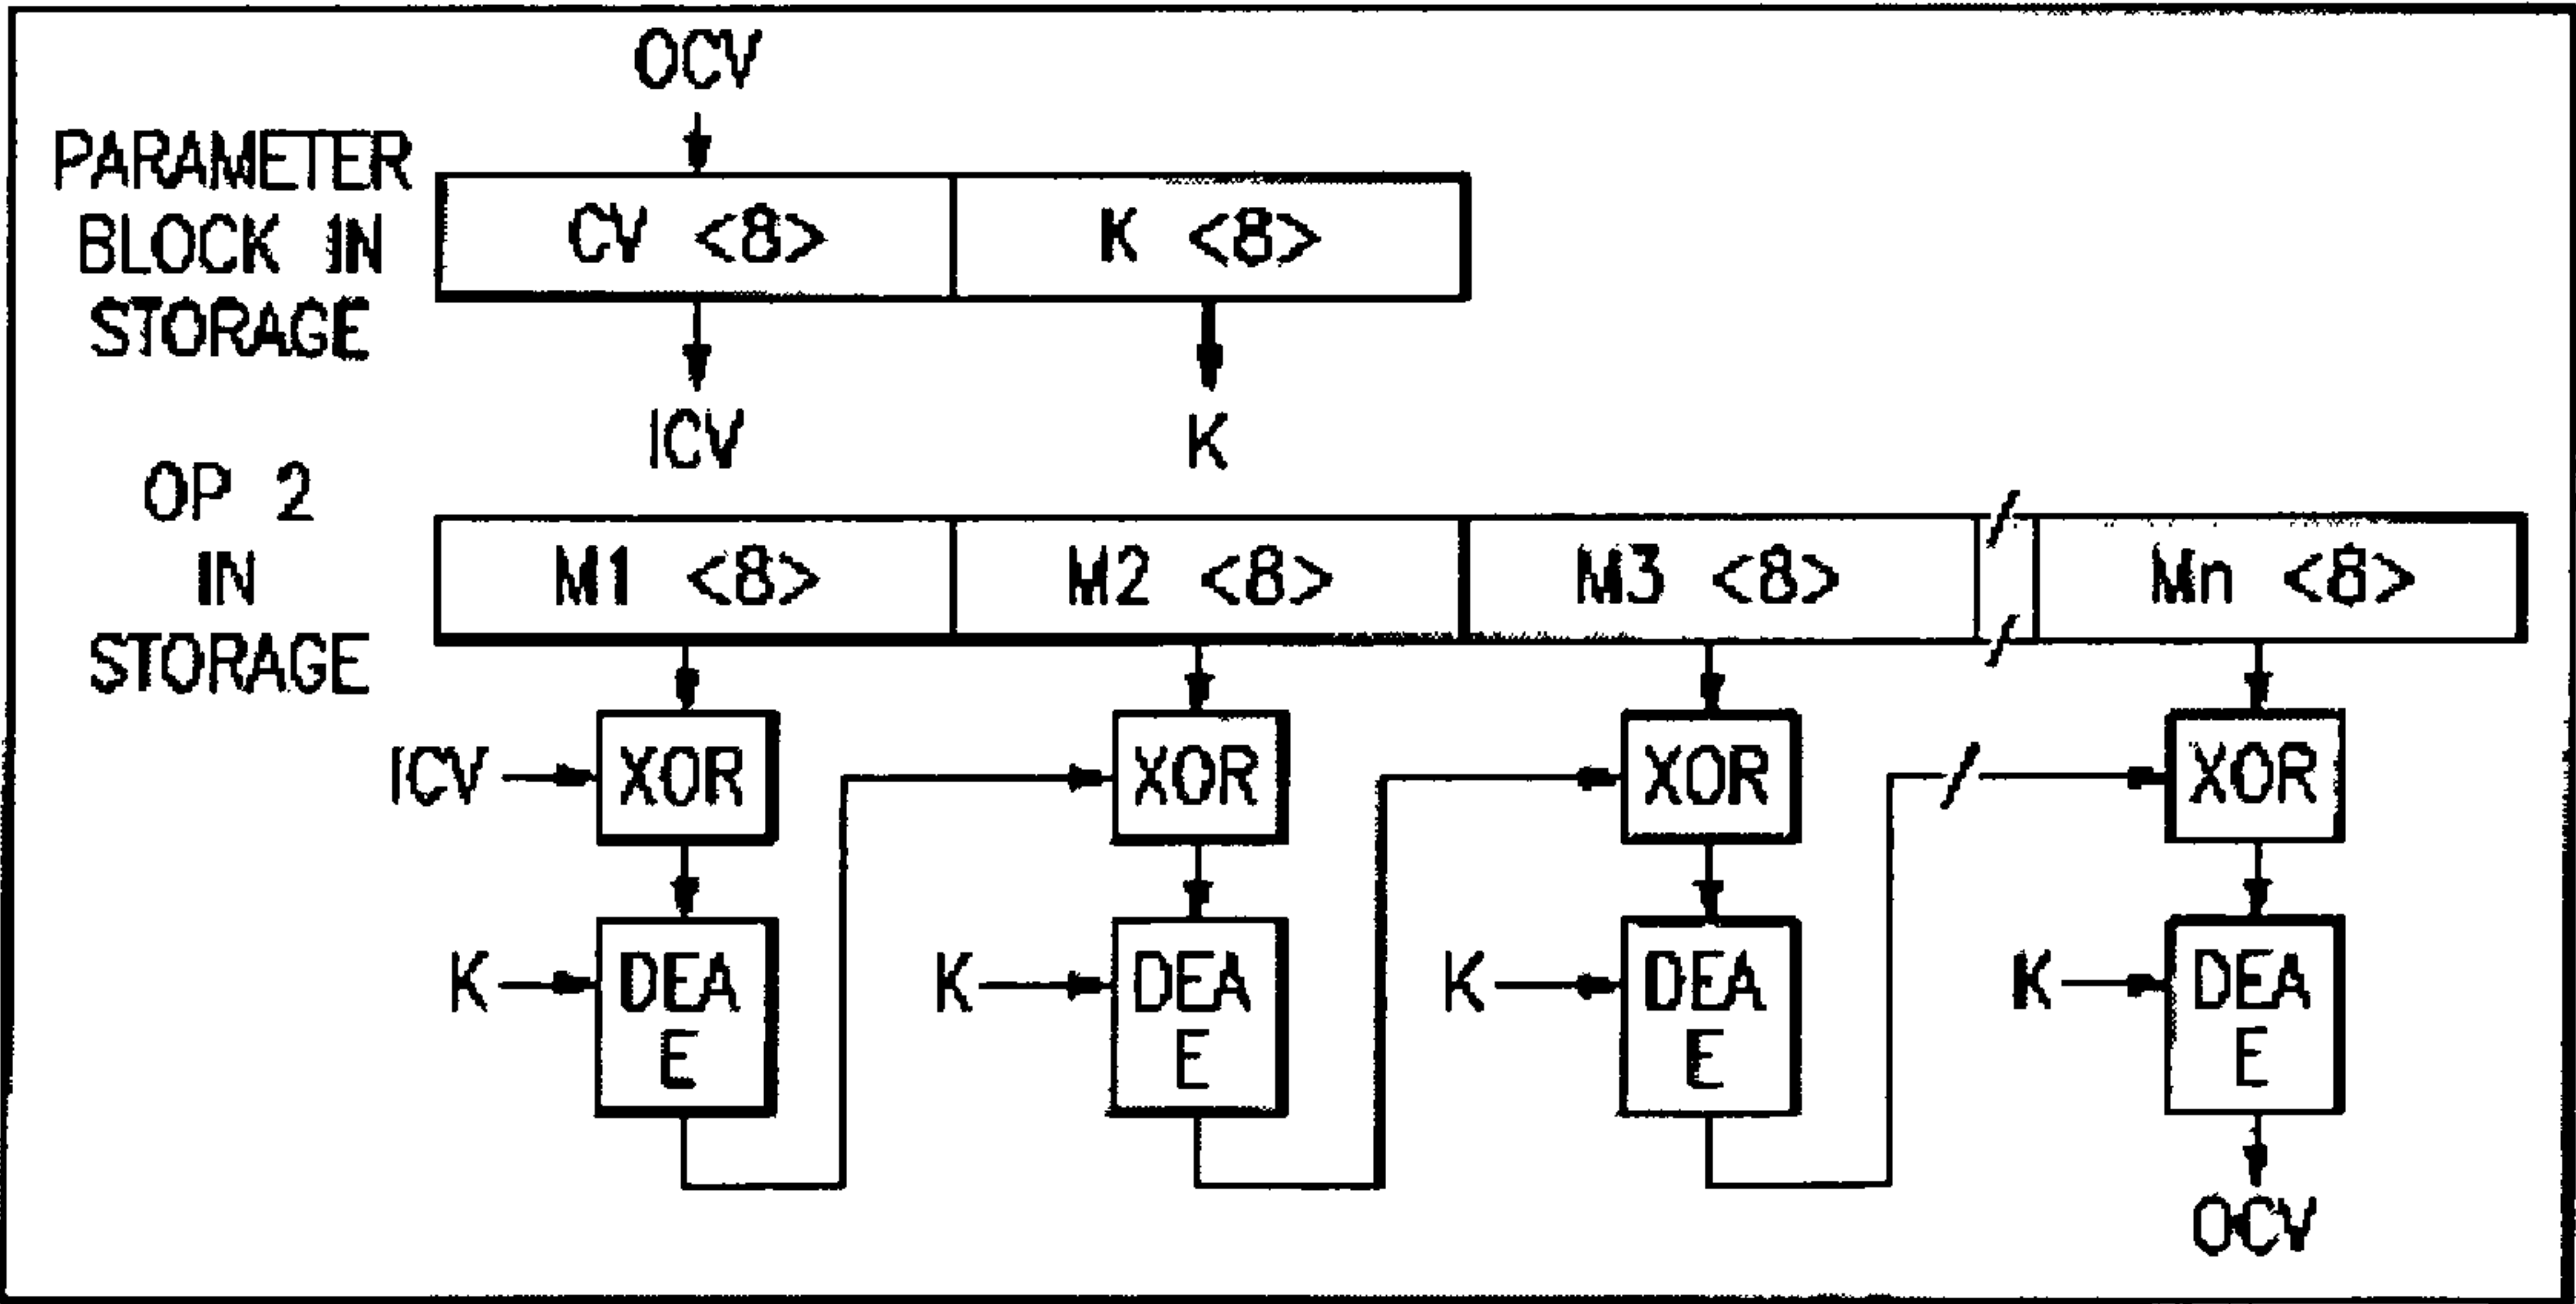 OCV
PARAMETER
BLOCK IN
STORAGE
CV <8> K <8>
ICV K
OP 2
IN
STORAGE
M1 <8> M2 <8> M3 <8> Mn <8>
ICV XOR XOR XOR XOR
K DEA K DEA K DEA K DEA
E E E E
OCV